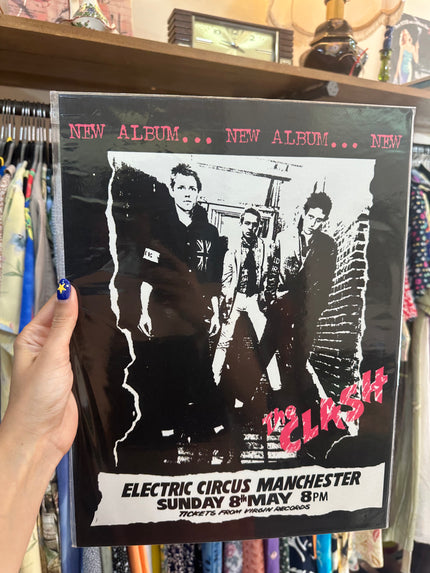 NEW ALBUM... NEW ALBUM... NEW
The CLASH
ELECTRIC CIRCUS MANCHESTER
SUNDAY 8th MAY 8PM
TICKETS FROM VIRGIN RECORDS